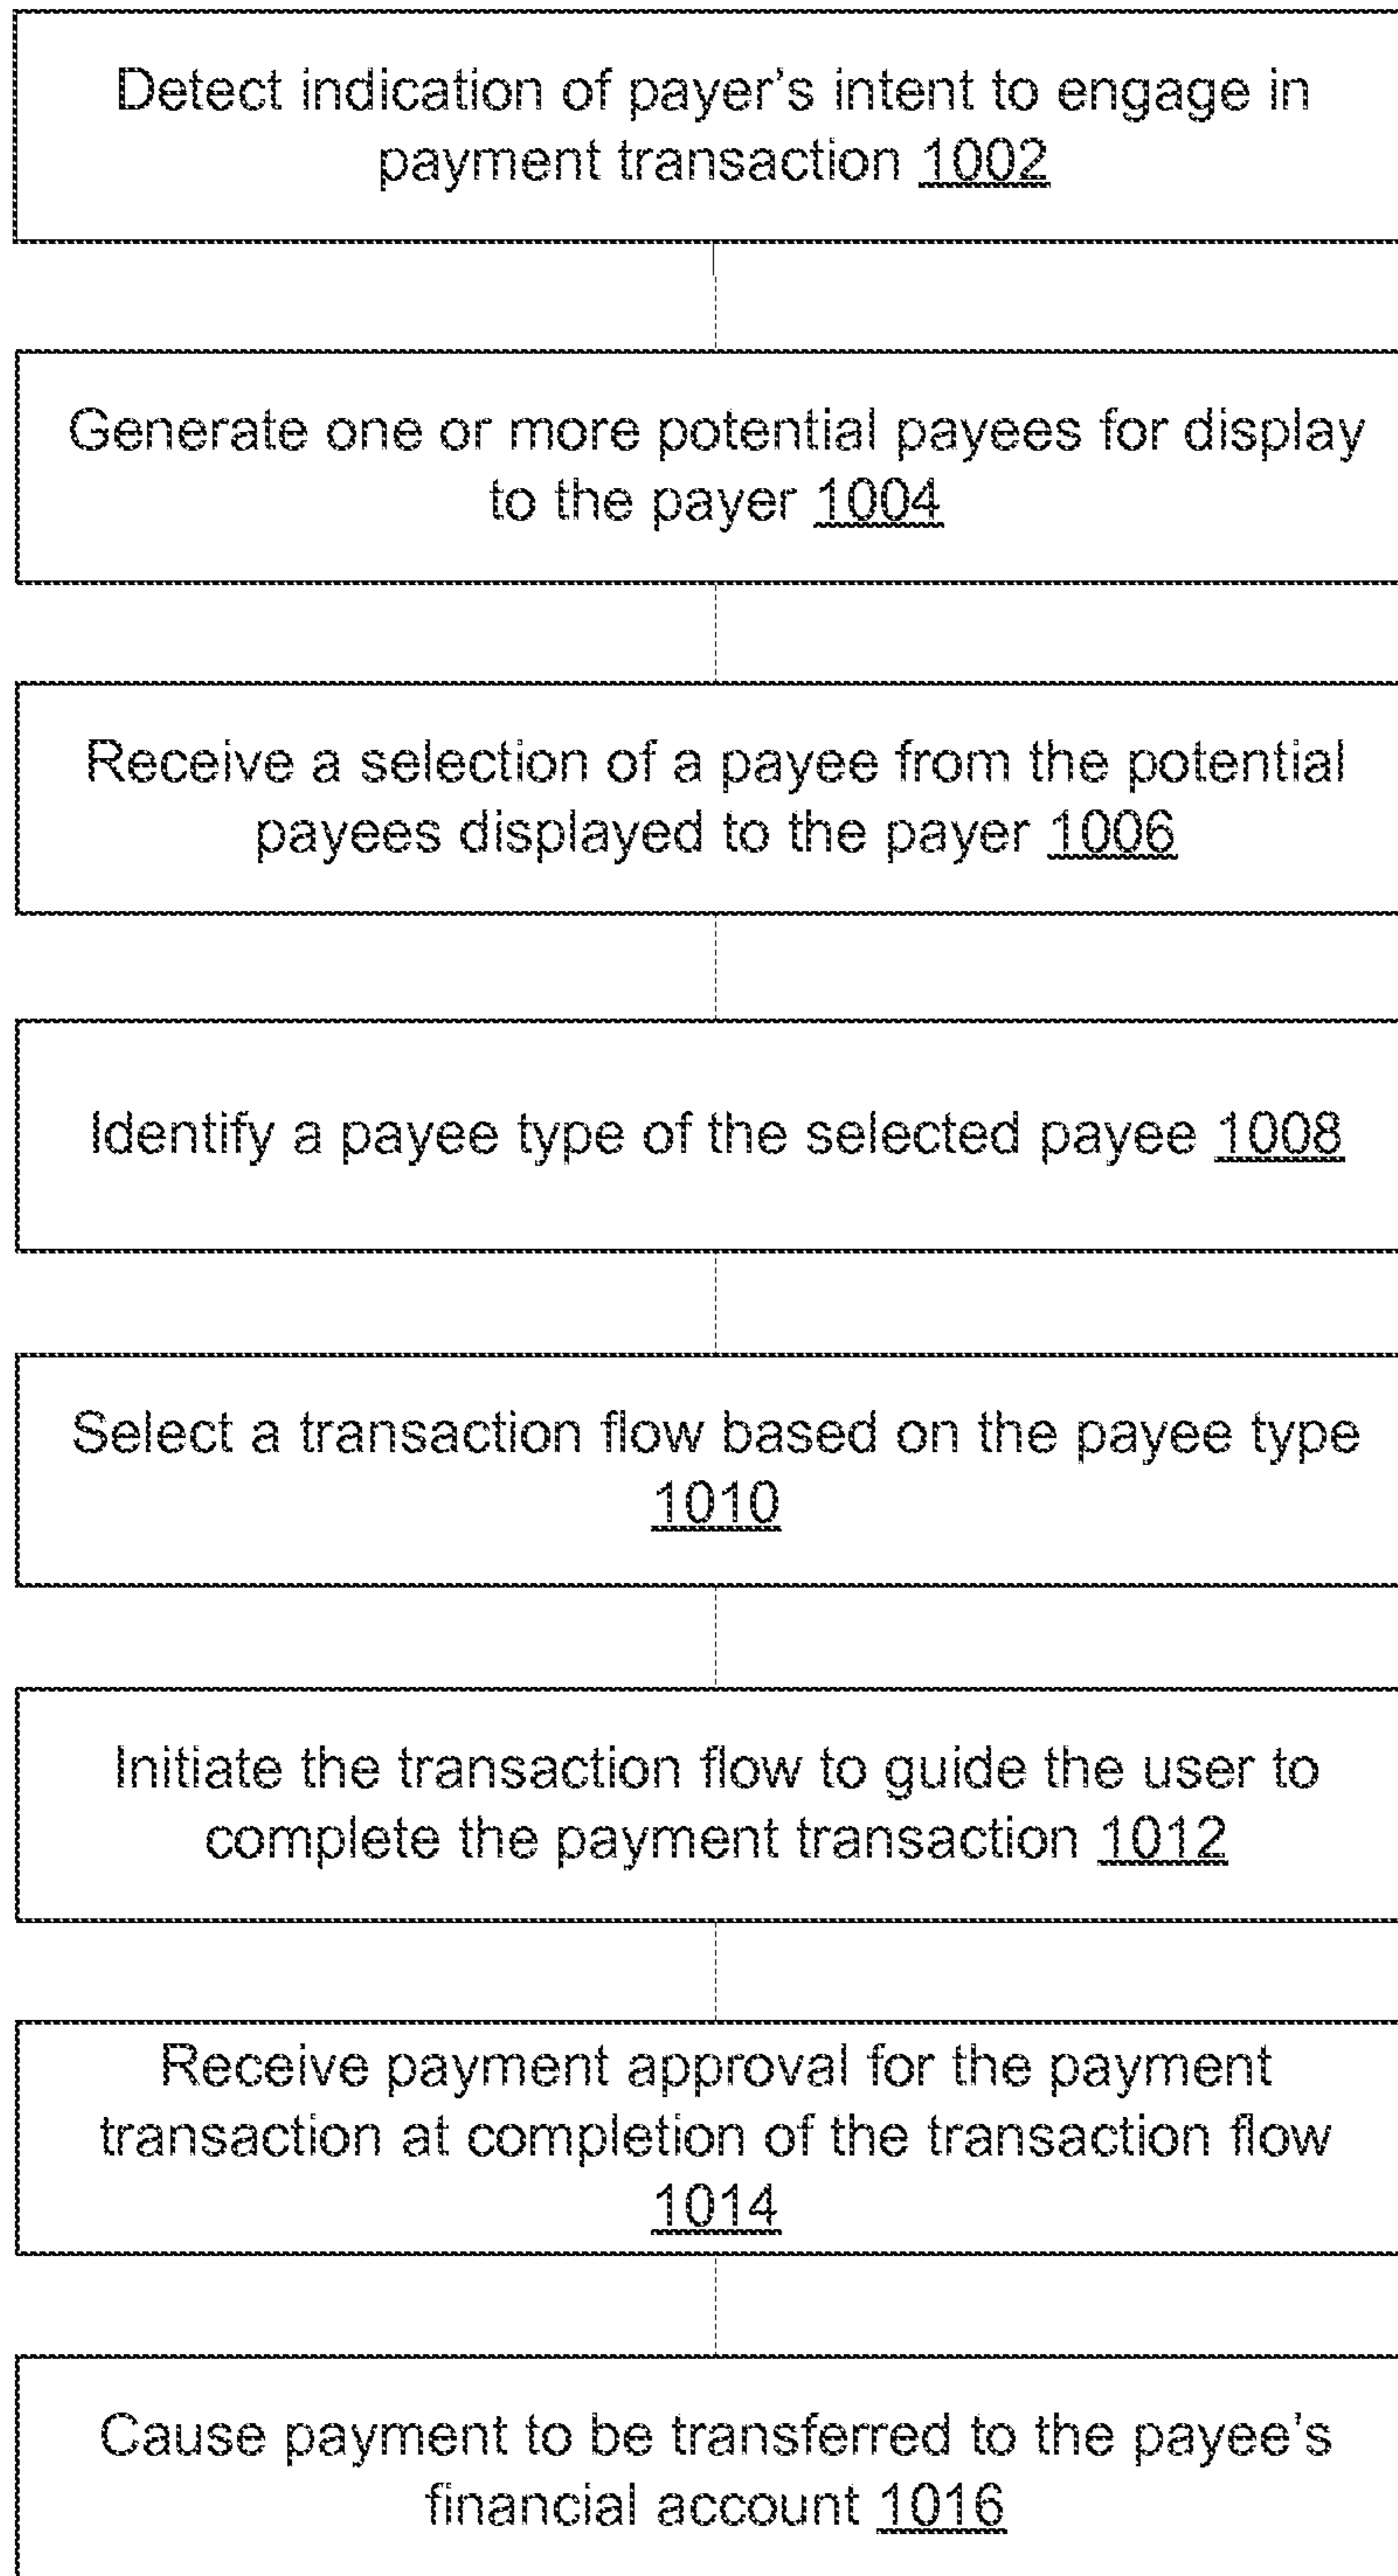 Detect indication of payer's intent to engage in
payment transaction 1002
Generate one or more potential payees for display
to the payer 1004
Receive a selection of a payee from the potential
payees displayed to the payer 1006
Identify a payee type of the selected payee 1008
Select a transaction flow based on the payee type
1010
Initiate the transaction flow to guide the user to
complete the payment transaction 1012
Receive payment approval for the payment
transaction at completion of the transaction flow
1014
Cause payment to be transferred to the payee's
financial account 1016